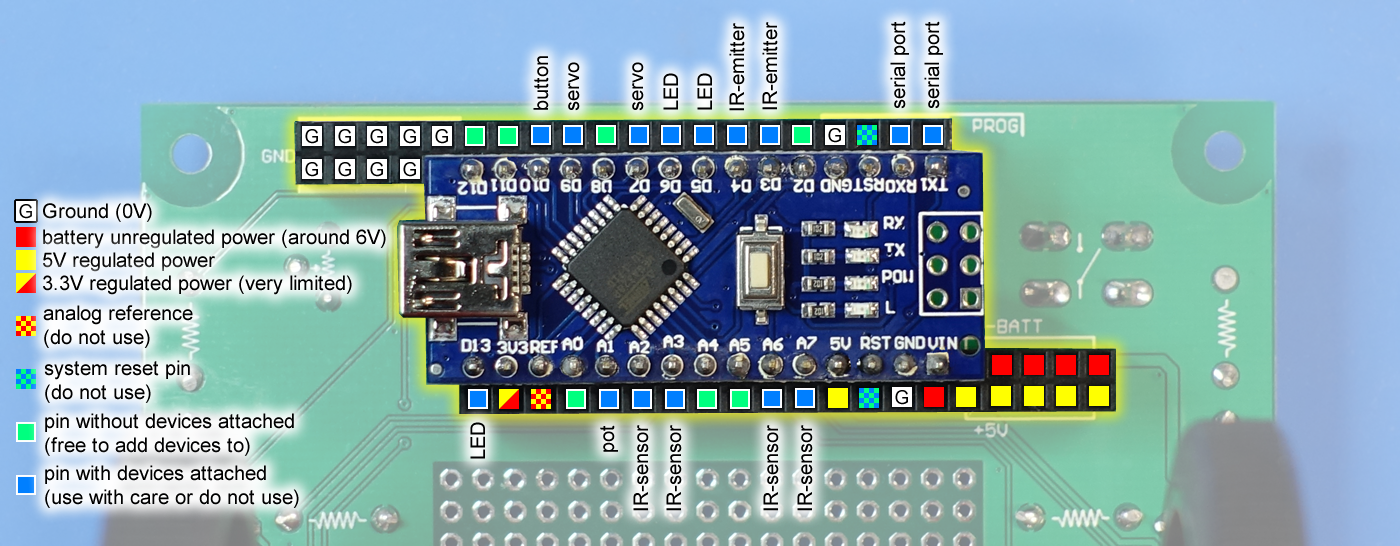 button
servo
servo
LED
LED
IR-emitter
IR-emitter
serial port
serial port
G G G G G G
PROG
GND
G G G G
D12 D11 D10 D9 D8 D7 D6 D5 D4 D3 D2 GND RST RX0 TX1
G Ground (0V)
battery unregulated power (around 6V)
5V regulated power
3.3V regulated power (very limited)
analog reference
(do not use)
system reset pin
(do not use)
pin without devices attached
(free to add devices to)
pin with devices attached
(use with care or do not use)
RX
TX
POW
L
-BATT
D13 3V3 REF A0 A1 A2 A3 A4 A5 A6 A7 5V RST GND VIN
G
+5V
LED
pot
IR-sensor
IR-sensor
IR-sensor
IR-sensor